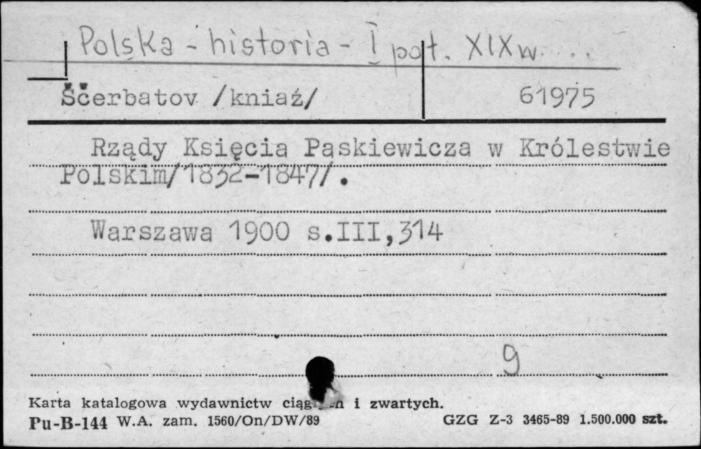 Polska - historia - I poł. XIX w.
Ščerbatov /kniaź/ 61975
Rządy Księcia Paskiewicza w Królestwie
Polskim/1832-1847/.
Warszawa 1900 s.III,314
9
Karta katalogowa wydawnictw i zwartych.
Pu-B-144 W.A. zam. 1560/On/DW/89 GZG Z-3 3465-89 1.500.000 szt.